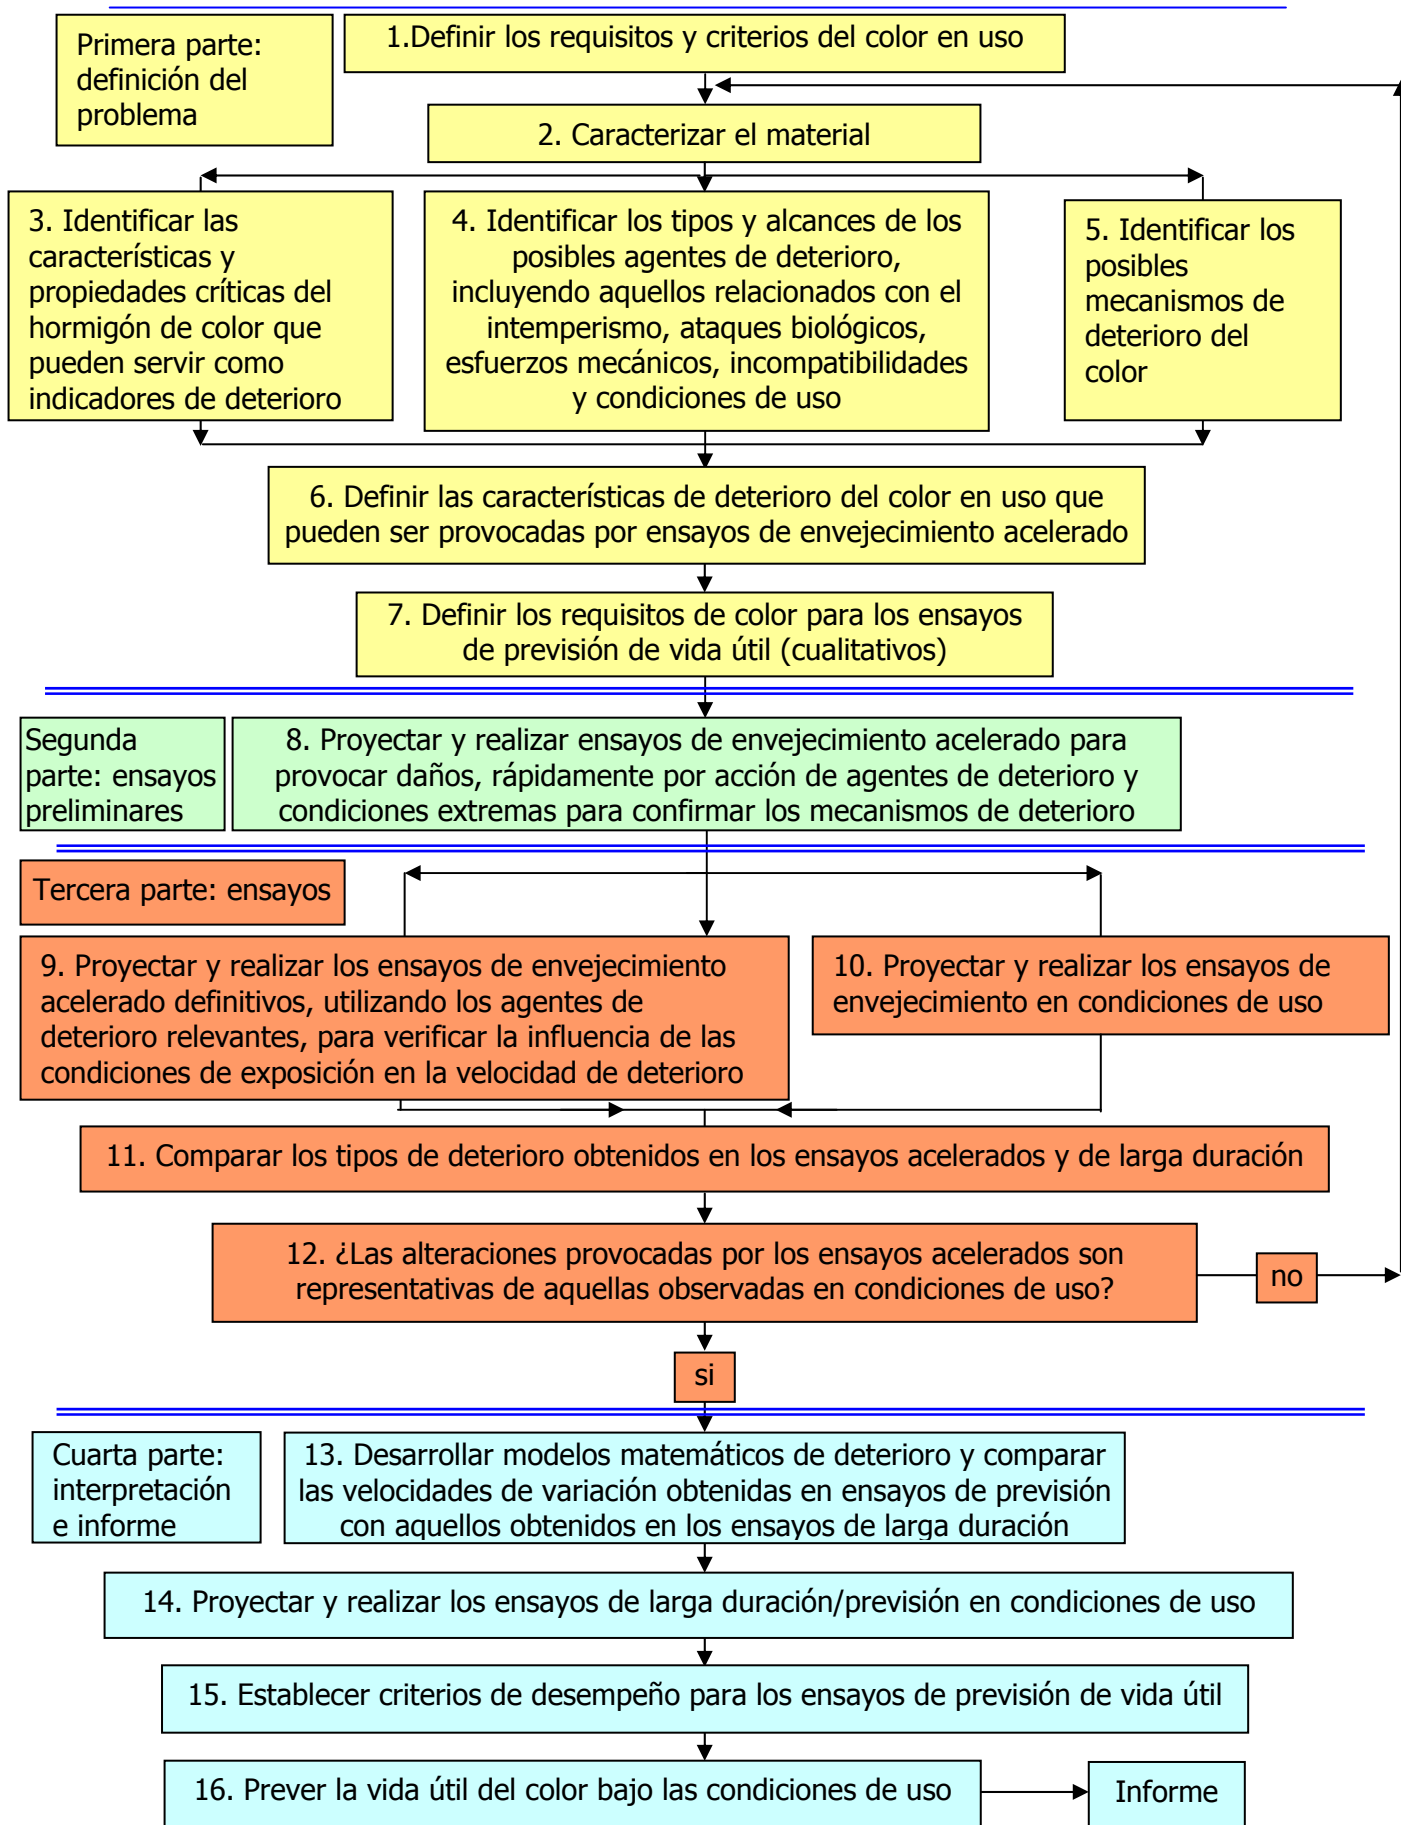 Primera parte:
definición del
problema
1.Definir los requisitos y criterios del color en uso
2. Caracterizar el material
3. Identificar las
características y
propiedades críticas del
hormigón de color que
pueden servir como
indicadores de deterioro
4. Identificar los tipos y alcances de los
posibles agentes de deterioro,
incluyendo aquellos relacionados con el
intemperismo, ataques biológicos,
esfuerzos mecánicos, incompatibilidades
y condiciones de uso
5. Identificar los
posibles
mecanismos de
deterioro del
color
6. Definir las características de deterioro del color en uso que
pueden ser provocadas por ensayos de envejecimiento acelerado
7. Definir los requisitos de color para los ensayos
de previsión de vida útil (cualitativos)
Segunda
parte: ensayos
preliminares
8. Proyectar y realizar ensayos de envejecimiento acelerado para
provocar daños, rápidamente por acción de agentes de deterioro y
condiciones extremas para confirmar los mecanismos de deterioro
Tercera parte: ensayos
9. Proyectar y realizar los ensayos de envejecimiento
acelerado definitivos, utilizando los agentes de
deterioro relevantes, para verificar la influencia de las
condiciones de exposición en la velocidad de deterioro
10. Proyectar y realizar los ensayos de
envejecimiento en condiciones de uso
11. Comparar los tipos de deterioro obtenidos en los ensayos acelerados y de larga duración
12. ¿Las alteraciones provocadas por los ensayos acelerados son
representativas de aquellas observadas en condiciones de uso?
no
si
Cuarta parte:
interpretación
e informe
13. Desarrollar modelos matemáticos de deterioro y comparar
las velocidades de variación obtenidas en ensayos de previsión
con aquellos obtenidos en los ensayos de larga duración
14. Proyectar y realizar los ensayos de larga duración/previsión en condiciones de uso
15. Establecer criterios de desempeño para los ensayos de previsión de vida útil
16. Prever la vida útil del color bajo las condiciones de uso
Informe